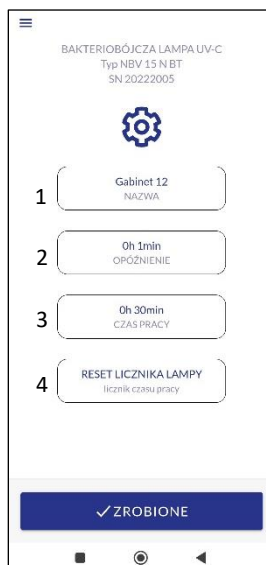 BAKTERIOBÓJCZA LAMPA UV-C
Typ NBV 15 N BT
SN 20222005
1
Gabinet 12
NAZWA
2
0h 1min
OPÓŹNIENIE
3
0h 30min
CZAS PRACY
4
RESET LICZNIKA LAMPY
licznik czasu pracy
ZROBIONE